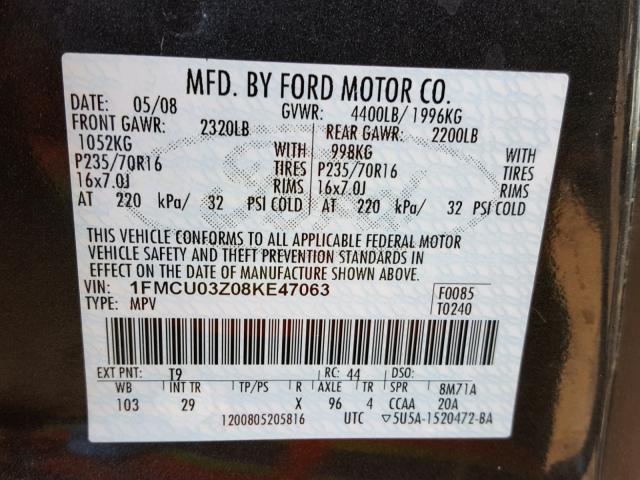 MFD. BY FORD MOTOR CO.
DATE: 05/08 GVWR: 4400LB/ 1996KG
FRONT GAWR: 2320LB REAR GAWR: 2200LB
1052KG WITH 998KG WITH
P235/70R16 TIRES P235/70R16 TIRES
16x7.0J RIMS 16x7.0J RIMS
AT 220 kPa/ 32 PSI COLD AT 220 kPa/ 32 PSI COLD
THIS VEHICLE CONFORMS TO ALL APPLICABLE FEDERAL MOTOR
VEHICLE SAFETY AND THEFT PREVENTION STANDARDS IN
EFFECT ON THE DATE OF MANUFACTURE SHOWN ABOVE.
VIN: 1FMCU03Z08KE47063 F0085
TYPE: MPV T0240
EXT PNT: T9 RC: 44 DSO:
WB INT TR TP/PS R AXLE TR SPR 8M71A
103 29 X 96 4 CCAA 20A
1200805205816 UTC ▽5U5A-1520472-BA
Ford